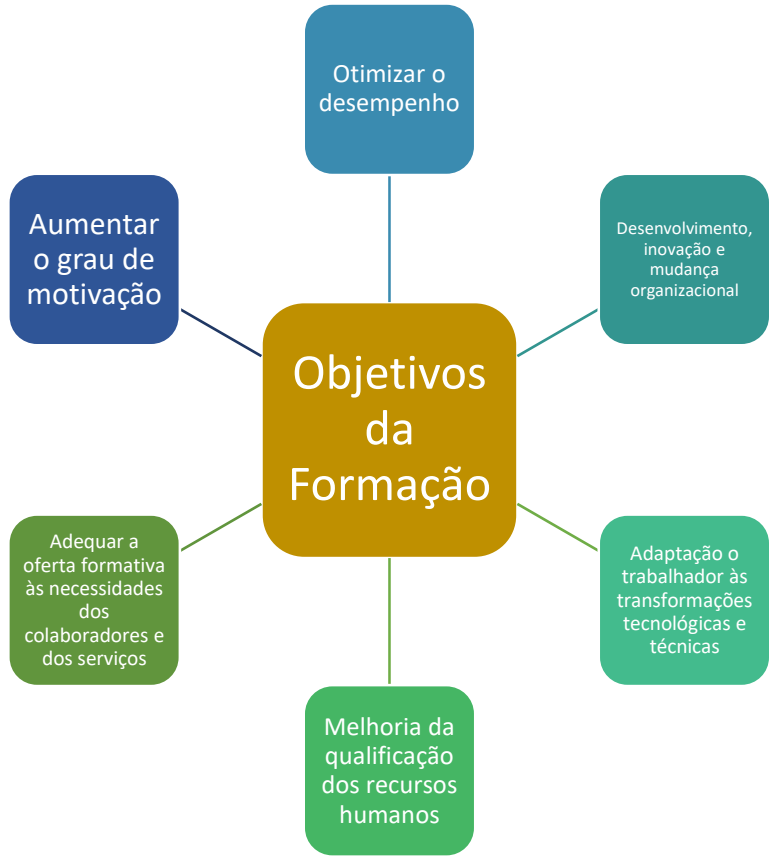 Otimizar o
desempenho
Desenvolvimento,
inovação e
mudança
organizacional
Adaptação o
trabalhador às
transformações
tecnológicas e
técnicas
Melhoria da
qualificação
dos recursos
humanos
Adequar a
oferta formativa
às necessidades
dos
colaboradores e
dos serviços
Aumentar
o grau de
motivação
Objetivos
da
Formação